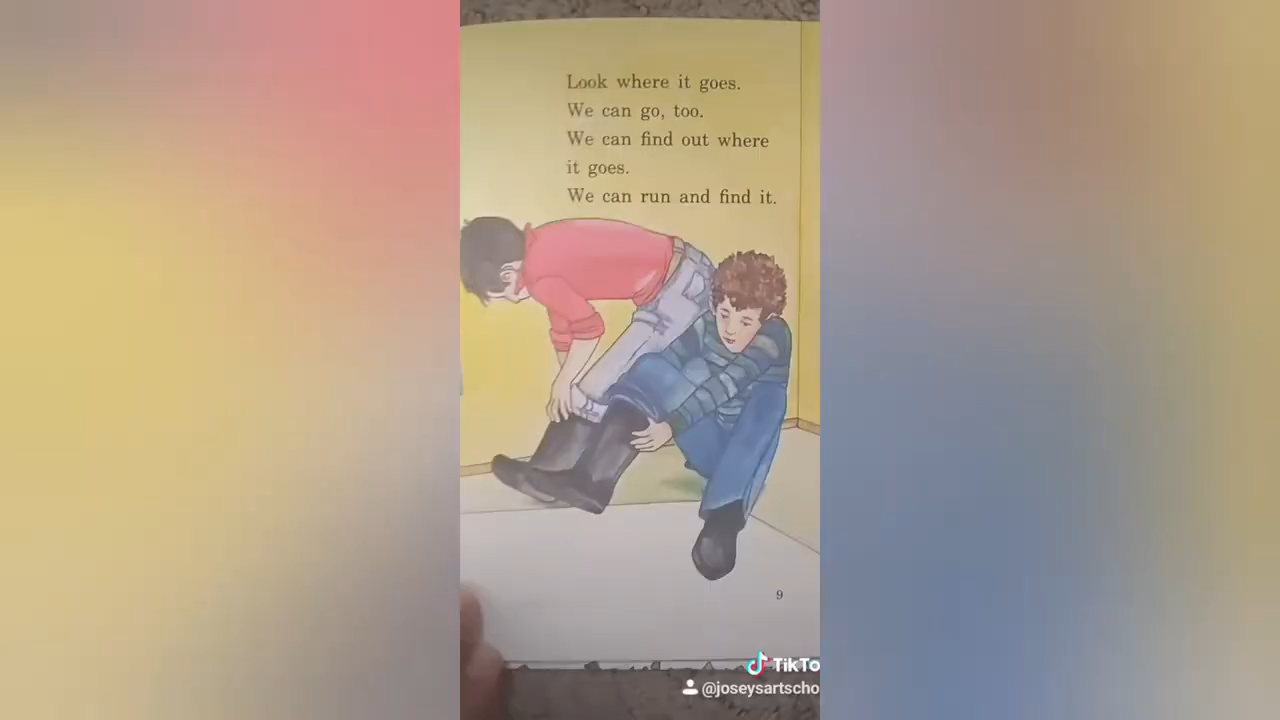 Look where it goes.
We can go, too.
We can find out where
it goes.
We can run and find it.
9
TikTo
@joseysartscho